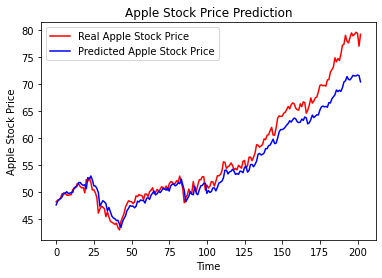 Apple Stock Price Prediction
Real Apple Stock Price
Predicted Apple Stock Price
Apple Stock Price
80
75
70
65
60
55
50
45
0 25 50 75 100 125 150 175 200
Time